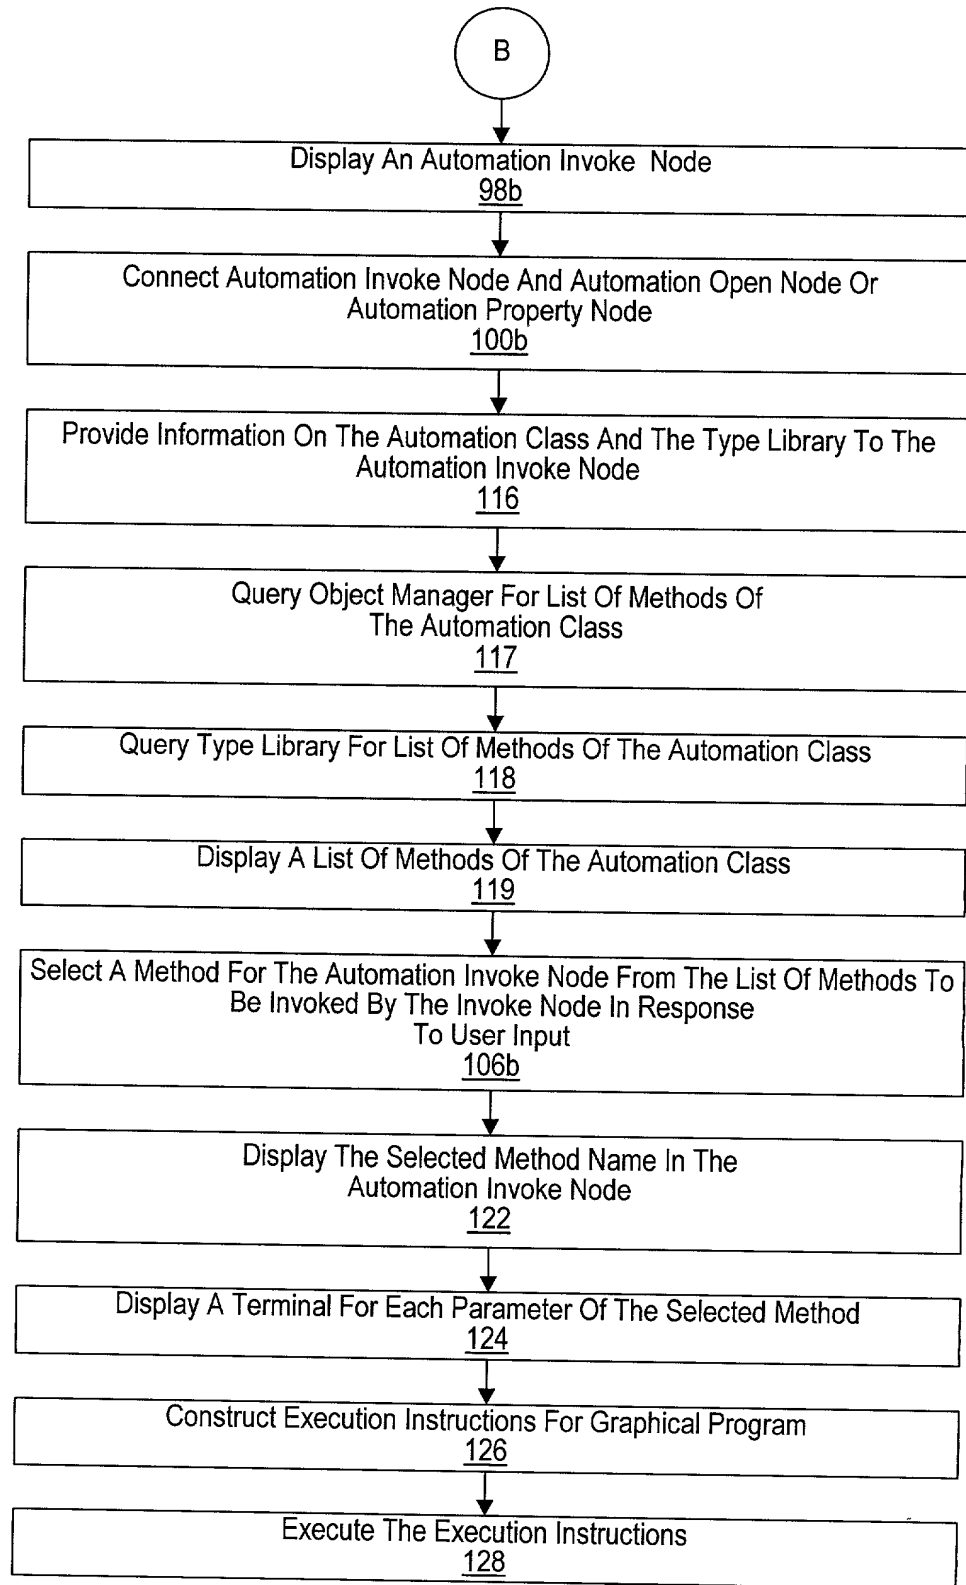 B
Display An Automation Invoke Node
98b
Connect Automation Invoke Node And Automation Open Node Or
Automation Property Node
100b
Provide Information On The Automation Class And The Type Library To The
Automation Invoke Node
116
Query Object Manager For List Of Methods Of
The Automation Class
117
Query Type Library For List Of Methods Of The Automation Class
118
Display A List Of Methods Of The Automation Class
119
Select A Method For The Automation Invoke Node From The List Of Methods To
Be Invoked By The Invoke Node In Response
To User Input
106b
Display The Selected Method Name In The
Automation Invoke Node
122
Display A Terminal For Each Parameter Of The Selected Method
124
Construct Execution Instructions For Graphical Program
126
Execute The Execution Instructions
128